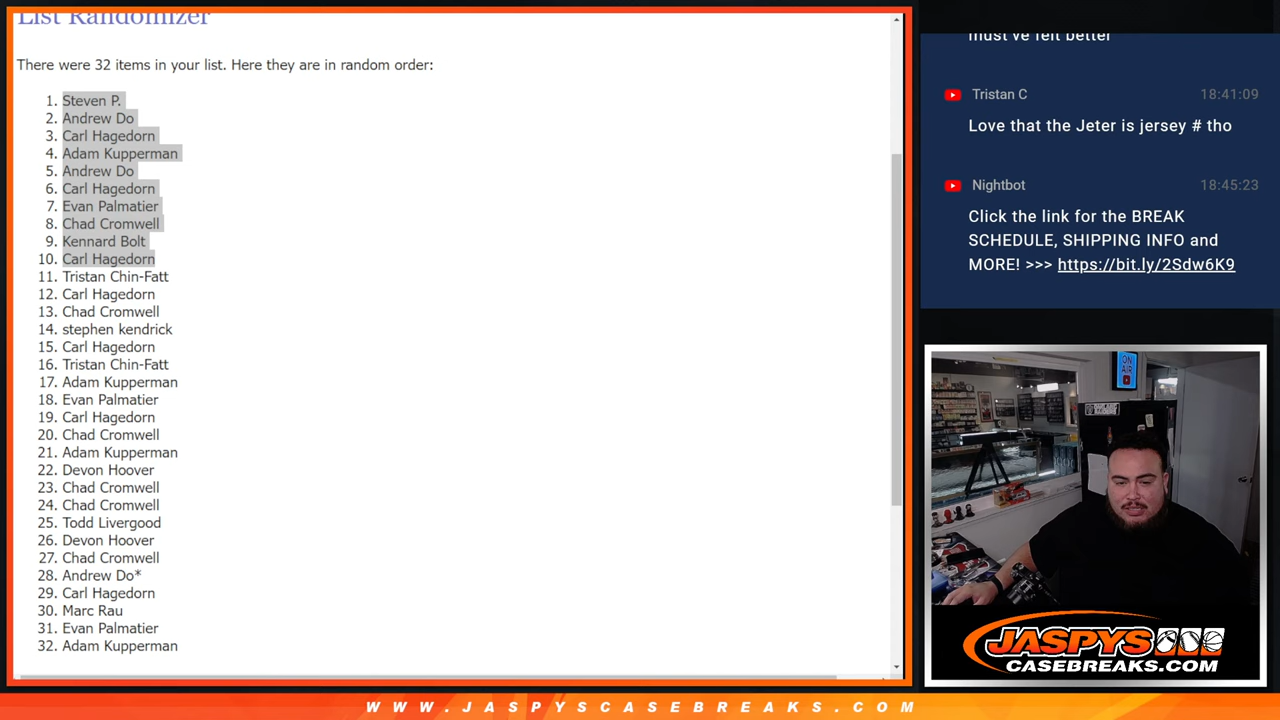 List Randomizer
There were 32 items in your list. Here they are in random order:
1. Steven P.
2. Andrew Do
3. Carl Hagedorn
4. Adam Kupperman
5. Andrew Do
6. Carl Hagedorn
7. Evan Palmatier
8. Chad Cromwell
9. Kennard Bolt
10. Carl Hagedorn
11. Tristan Chin-Fatt
12. Carl Hagedorn
13. Chad Cromwell
14. stephen kendrick
15. Carl Hagedorn
16. Tristan Chin-Fatt
17. Adam Kupperman
18. Evan Palmatier
19. Carl Hagedorn
20. Chad Cromwell
21. Adam Kupperman
22. Devon Hoover
23. Chad Cromwell
24. Chad Cromwell
25. Todd Livergood
26. Devon Hoover
27. Chad Cromwell
28. Andrew Do*
29. Carl Hagedorn
30. Marc Rau
31. Evan Palmatier
32. Adam Kupperman
must've felt better
Tristan C 18:41:09
Love that the Jeter is jersey # tho
Nightbot 18:45:23
Click the link for the BREAK
SCHEDULE, SHIPPING INFO and
MORE! >>> https://bit.ly/2Sdw6K9
ON
AIR
JASPYS
CASEBREAKS.COM
WWW.JASPYSCASEBREAKS.COM